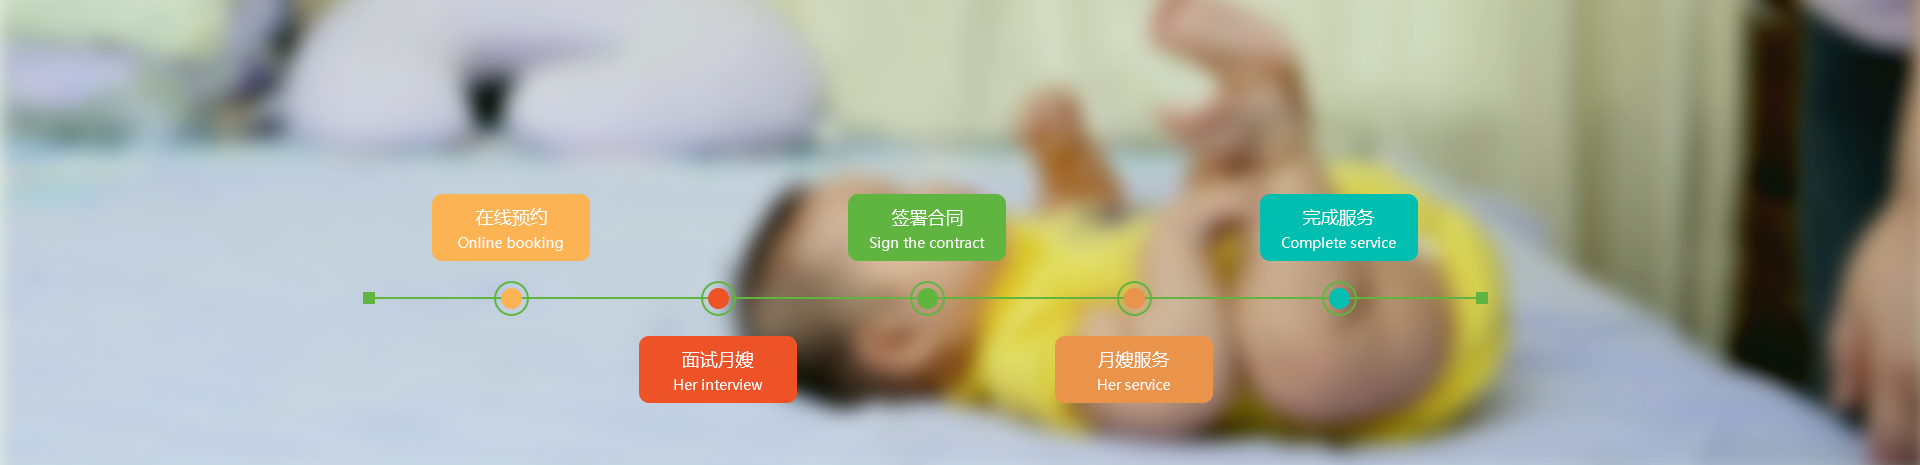 在线预约
Online booking
面试月嫂
Her interview
签署合同
Sign the contract
月嫂服务
Her service
完成服务
Complete service